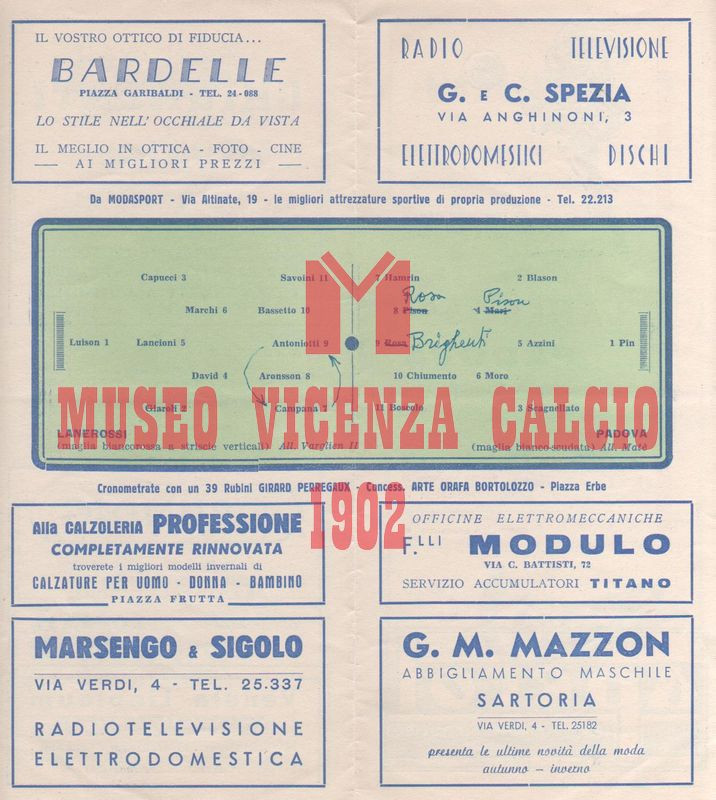 IL VOSTRO OTTICO DI FIDUCIA...
BARDELLE
PIAZZA GARIBALDI - TEL. 24-088
LO STILE NELL'OCCHIALE DA VISTA
IL MEGLIO IN OTTICA - FOTO - CINE
AI MIGLIORI PREZZI
RADIO TELEVISIONE
G. E C. SPEZIA
VIA ANGHINONI, 3
ELETTRODOMESTICI DISCHI
Da MODASPORT - Via Altinate, 19 - le migliori attrezzature sportive di propria produzione - Tel. 22.213
Capucci 3 Savoini 11 7 Hamrin 2 Blason
Rosa Pison
Marchi 6 Bassetto 10 8 Pison 4 Mari
Luison 1 Lancioni 5 Antoniotti 9 9 Rosa Brighenti 5 Azzini 1 Pin
David 4 Aronsson 8 10 Chiumento 6 Moro
Giaroli 2 Campana 7 11 Boscolo 3 Scagnellato
LANEROSSI PADOVA
(maglia biancorossa a striscie verticali) All. Varglien II (maglia bianco-scudata) All. Matè
M
MUSEO VICENZA CALCIO
1902
Cronometrate con un 39 Rubini GIRARD PERREGAUX - Concess. ARTE ORAFA BORTOLOZZO - Piazza Erbe
Alla CALZOLERIA PROFESSIONE
COMPLETAMENTE RINNOVATA
troverete i migliori modelli invernali di
CALZATURE PER UOMO - DONNA - BAMBINO
PIAZZA FRUTTA
OFFICINE ELETTROMECCANICHE
F.LLI MODULO
VIA C. BATTISTI, 72
SERVIZIO ACCUMULATORI TITANO
MARSENGO & SIGOLO
VIA VERDI, 4 - TEL. 25.337
RADIOTELEVISIONE
ELETTRODOMESTICA
G. M. MAZZON
ABBIGLIAMENTO MASCHILE
SARTORIA
VIA VERDI, 4 - TEL. 25182
presenta le ultime novità della moda
autunno - inverno